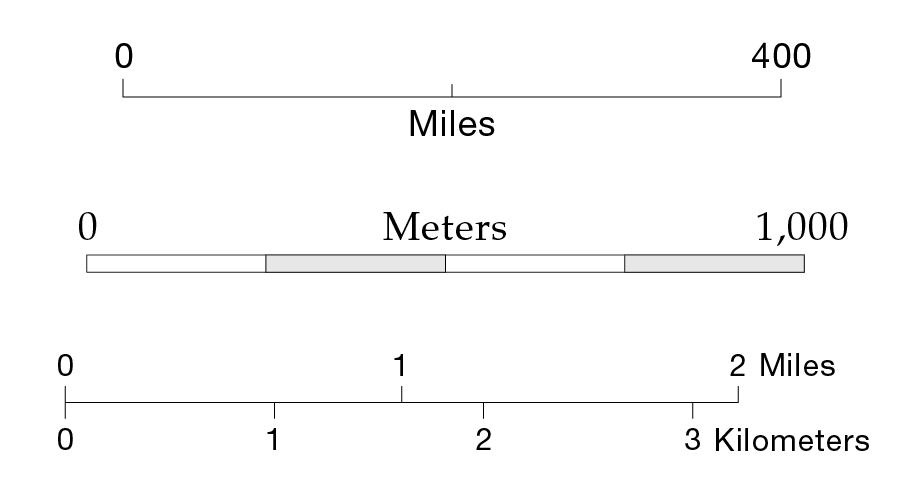 0 400
Miles
0 Meters 1,000
0 1 2 Miles
0 1 2 3 Kilometers